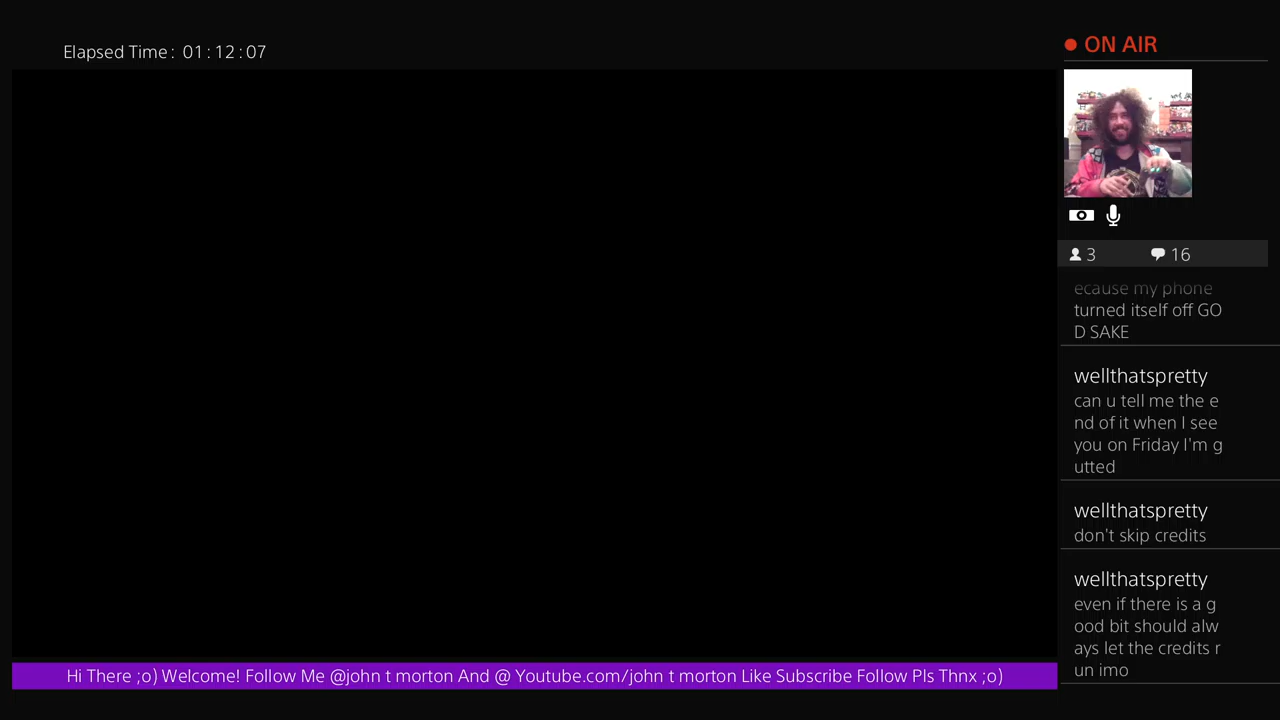 Elapsed Time: 01:12:07
ON AIR
3 16
ecause my phone
turned itself off GO
D SAKE
wellthatspretty
can u tell me the e
nd of it when I see
you on Friday I'm g
utted
wellthatspretty
don't skip credits
wellthatspretty
even if there is a g
ood bit should alw
ays let the credits r
un imo
Hi There ;o) Welcome! Follow Me @john t morton And @ Youtube.com/john t morton Like Subscribe Follow Pls Thnx ;o)